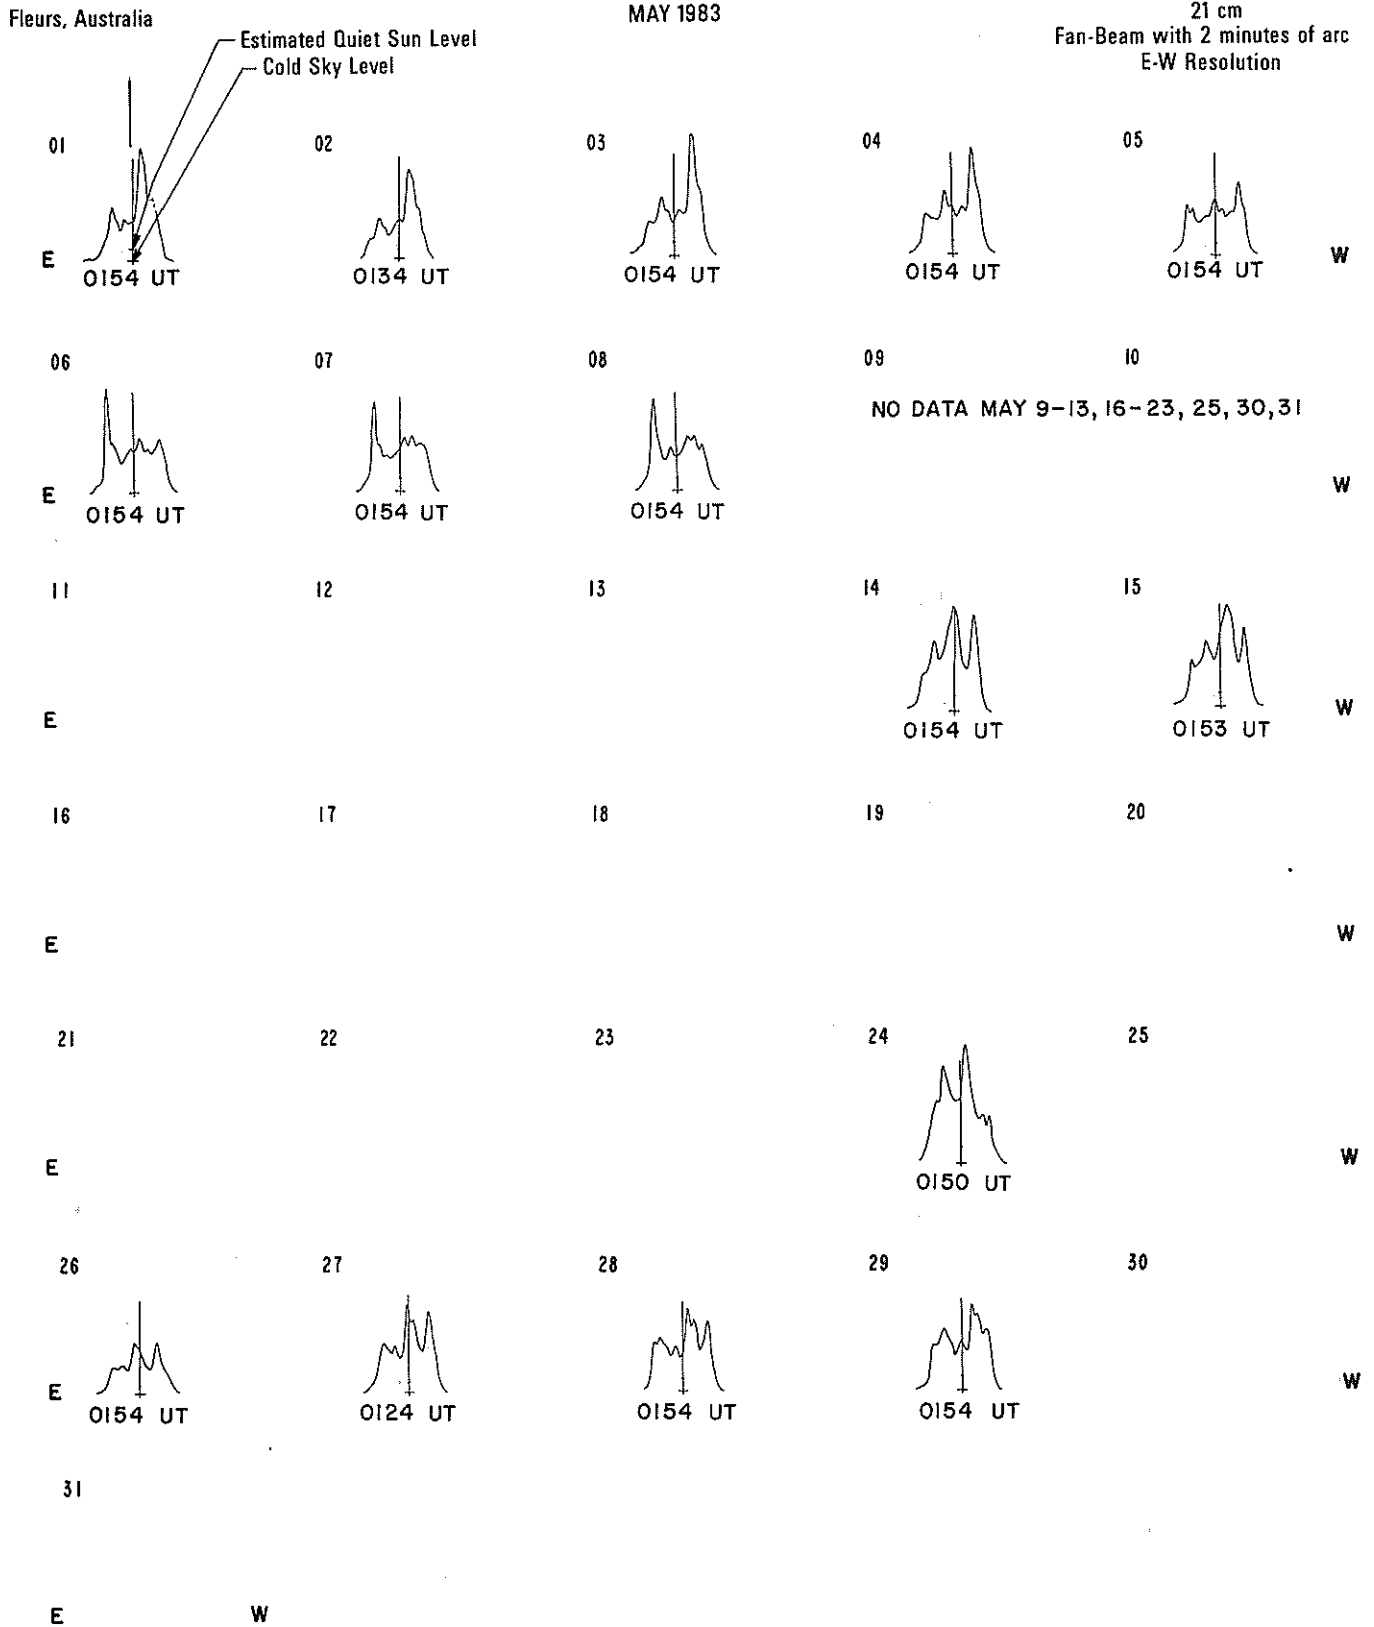 Fleurs, Australia
MAY 1983
21 cm
Fan-Beam with 2 minutes of arc
E-W Resolution
Estimated Quiet Sun Level
Cold Sky Level
01 02 03 04 05
E W
0154 UT 0134 UT 0154 UT 0154 UT 0154 UT
06 07 08 09 10
NO DATA MAY 9-13, 16-23, 25, 30, 31
E W
0154 UT 0154 UT 0154 UT
11 12 13 14 15
E W
0154 UT 0153 UT
16 17 18 19 20
E W
21 22 23 24 25
E W
0150 UT
26 27 28 29 30
E W
0154 UT 0124 UT 0154 UT 0154 UT
31
E W